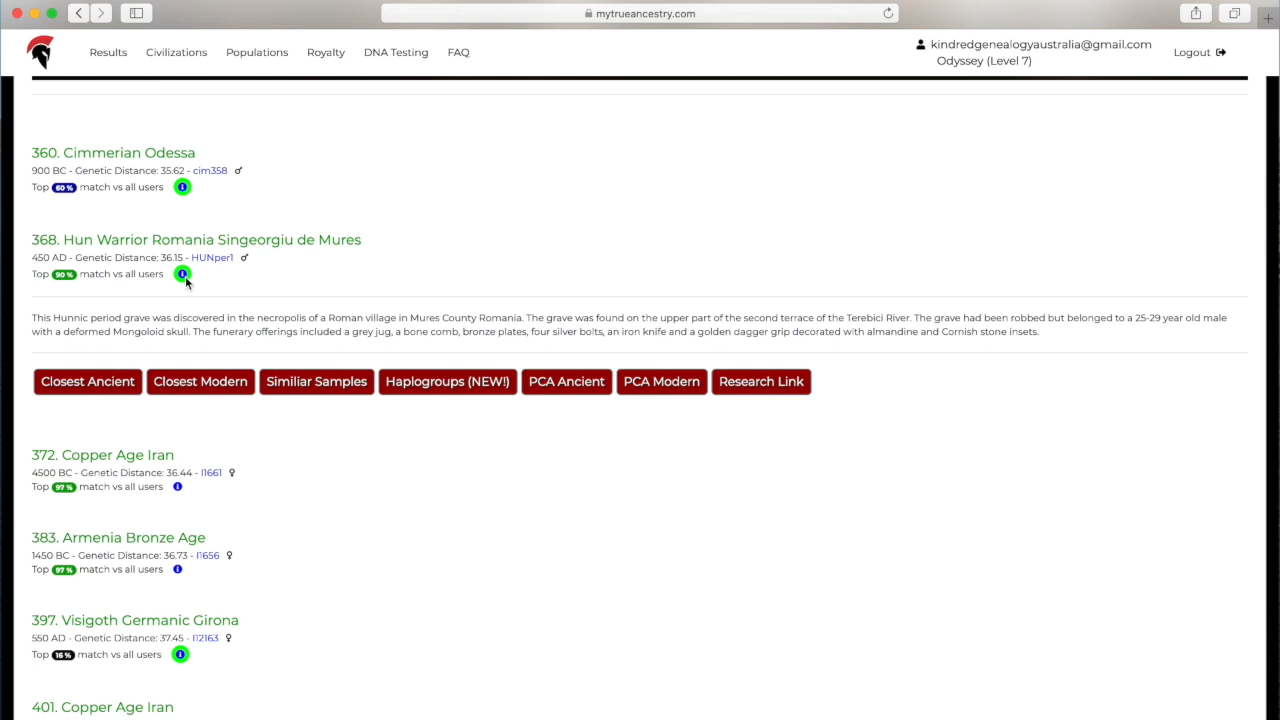 mytrueancestry.com
Results Civilizations Populations Royalty DNA Testing FAQ
kindredgenealogyaustralia@gmail.com
Odyssey (Level 7)
Logout
360. Cimmerian Odessa
900 BC - Genetic Distance: 35.62 - cim358 ♂
Top 60 % match vs all users
368. Hun Warrior Romania Singeorgiu de Mures
450 AD - Genetic Distance: 36.15 - HUNper1 ♂
Top 90 % match vs all users
This Hunnic period grave was discovered in the necropolis of a Roman village in Mures County Romania. The grave was found on the upper part of the second terrace of the Terebici River. The grave had been robbed but belonged to a 25-29 year old male
with a deformed Mongoloid skull. The funerary offerings included a grey jug, a bone comb, bronze plates, four silver bolts, an iron knife and a golden dagger grip decorated with almandine and Cornish stone insets.
Closest Ancient Closest Modern Similiar Samples Haplogroups (NEW!) PCA Ancient PCA Modern Research Link
372. Copper Age Iran
4500 BC - Genetic Distance: 36.44 - I1661 ♀
Top 97 % match vs all users
383. Armenia Bronze Age
1450 BC - Genetic Distance: 36.73 - I1656 ♀
Top 97 % match vs all users
397. Visigoth Germanic Girona
550 AD - Genetic Distance: 37.45 - I12163 ♀
Top 16 % match vs all users
401. Copper Age Iran